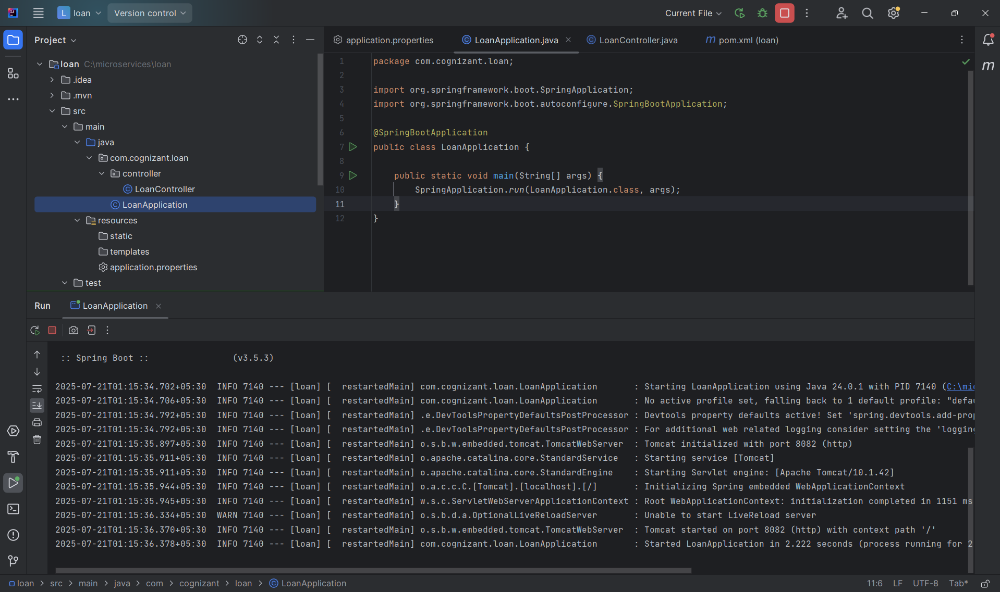 L loan Version control Current File
Project
loan C:\microservices\loan
.idea
.mvn
src
main
java
com.cognizant.loan
controller
LoanController
LoanApplication
resources
static
templates
application.properties
test
application.properties LoanApplication.java LoanController.java m pom.xml (loan)
m
1 package com.cognizant.loan;
2
3 import org.springframework.boot.SpringApplication;
4 import org.springframework.boot.autoconfigure.SpringBootApplication;
5
6 @SpringBootApplication
7 public class LoanApplication {
8
9 public static void main(String[] args) {
10 SpringApplication.run(LoanApplication.class, args);
11 }
12 }
Run LoanApplication
:: Spring Boot :: (v3.5.3)
2025-07-21T01:15:34.702+05:30 INFO 7140 --- [loan] [ restartedMain] com.cognizant.loan.LoanApplication : Starting LoanApplication using Java 24.0.1 with PID 7140 (C:\mic
2025-07-21T01:15:34.706+05:30 INFO 7140 --- [loan] [ restartedMain] com.cognizant.loan.LoanApplication : No active profile set, falling back to 1 default profile: "defau
2025-07-21T01:15:34.792+05:30 INFO 7140 --- [loan] [ restartedMain] .e.DevToolsPropertyDefaultsPostProcessor : Devtools property defaults active! Set 'spring.devtools.add-prop
2025-07-21T01:15:34.792+05:30 INFO 7140 --- [loan] [ restartedMain] .e.DevToolsPropertyDefaultsPostProcessor : For additional web related logging consider setting the 'logging
2025-07-21T01:15:35.897+05:30 INFO 7140 --- [loan] [ restartedMain] o.s.b.w.embedded.tomcat.TomcatWebServer : Tomcat initialized with port 8082 (http)
2025-07-21T01:15:35.911+05:30 INFO 7140 --- [loan] [ restartedMain] o.apache.catalina.core.StandardService : Starting service [Tomcat]
2025-07-21T01:15:35.911+05:30 INFO 7140 --- [loan] [ restartedMain] o.apache.catalina.core.StandardEngine : Starting Servlet engine: [Apache Tomcat/10.1.42]
2025-07-21T01:15:35.944+05:30 INFO 7140 --- [loan] [ restartedMain] o.a.c.c.C.[Tomcat].[localhost].[/] : Initializing Spring embedded WebApplicationContext
2025-07-21T01:15:35.945+05:30 INFO 7140 --- [loan] [ restartedMain] w.s.c.ServletWebServerApplicationContext : Root WebApplicationContext: initialization completed in 1151 ms
2025-07-21T01:15:36.334+05:30 WARN 7140 --- [loan] [ restartedMain] o.s.b.d.a.OptionalLiveReloadServer : Unable to start LiveReload server
2025-07-21T01:15:36.370+05:30 INFO 7140 --- [loan] [ restartedMain] o.s.b.w.embedded.tomcat.TomcatWebServer : Tomcat started on port 8082 (http) with context path '/'
2025-07-21T01:15:36.378+05:30 INFO 7140 --- [loan] [ restartedMain] com.cognizant.loan.LoanApplication : Started LoanApplication in 2.222 seconds (process running for 2
loan > src > main > java > com > cognizant > loan > LoanApplication 11:6 LF UTF-8 Tab*